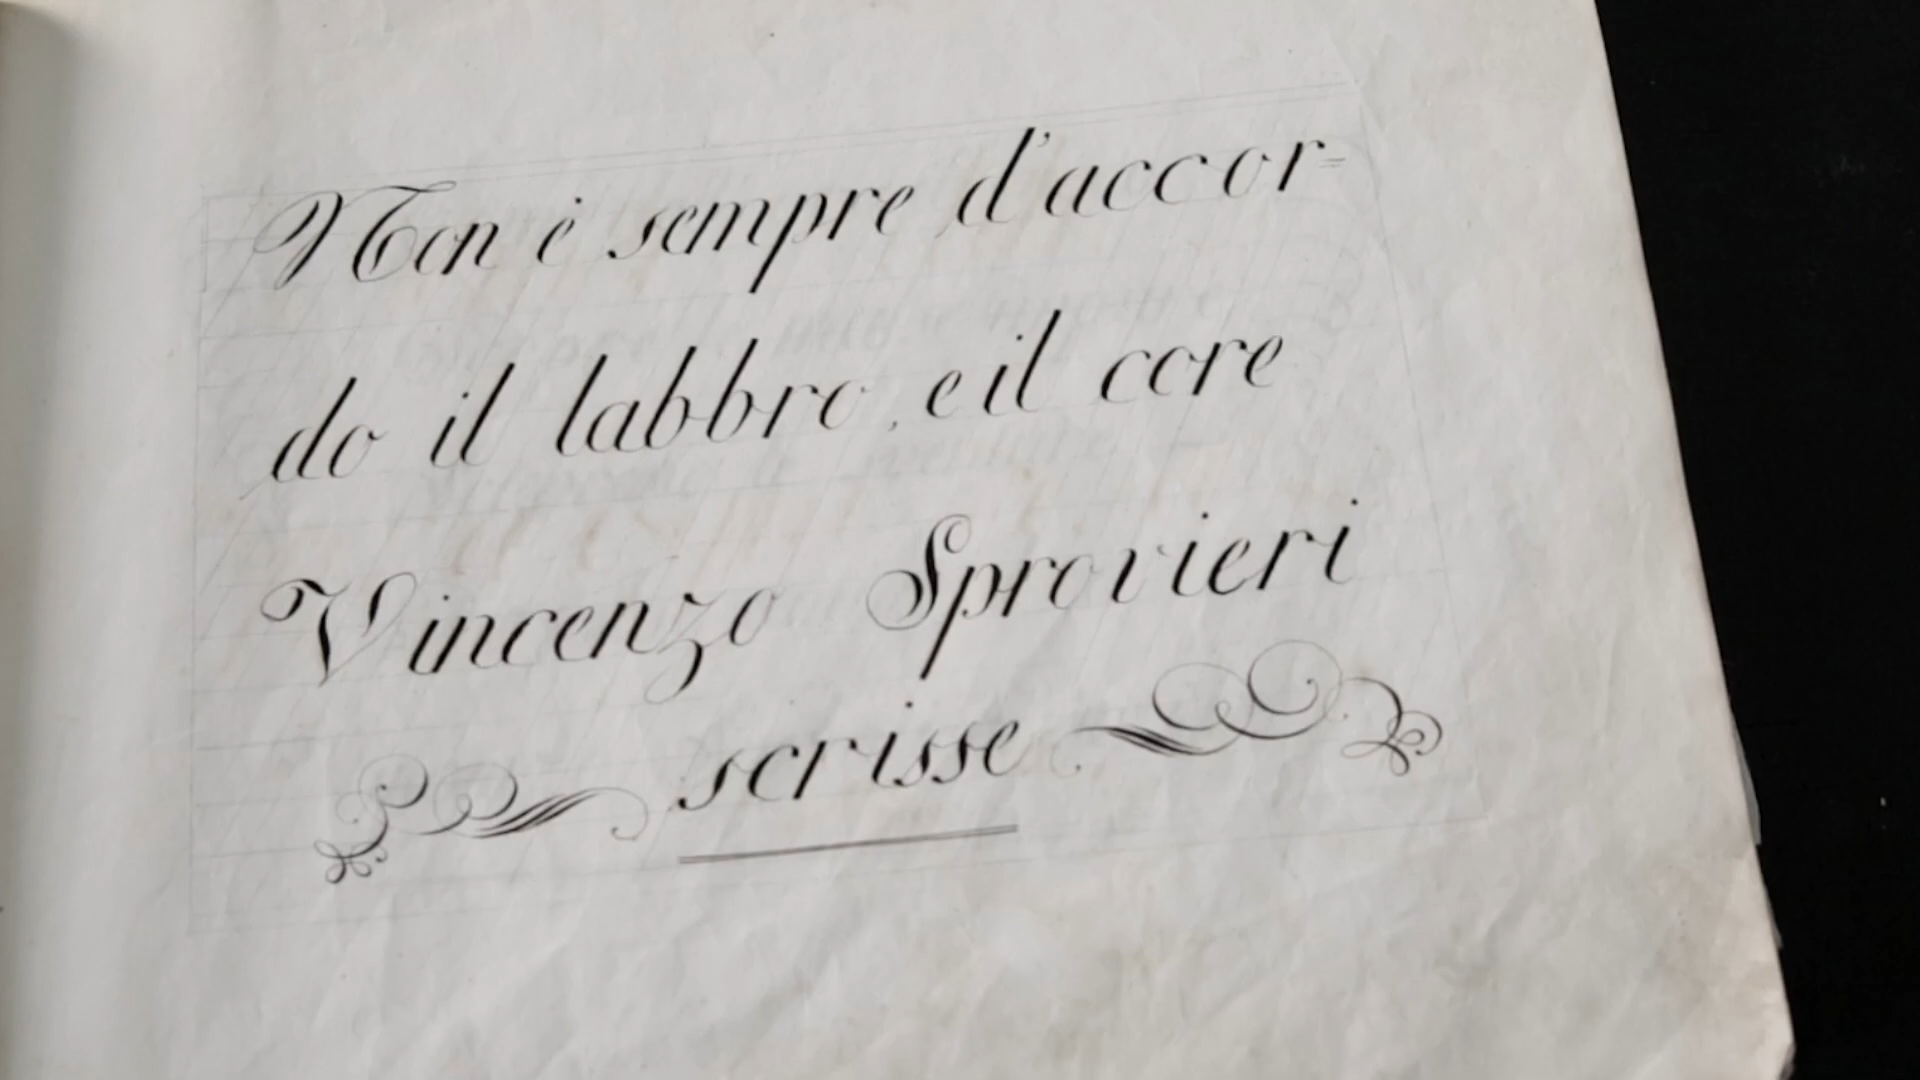 Non è sempre d'accor=
do il labbro, e il core
Vincenzo Sprovieri
scrisse